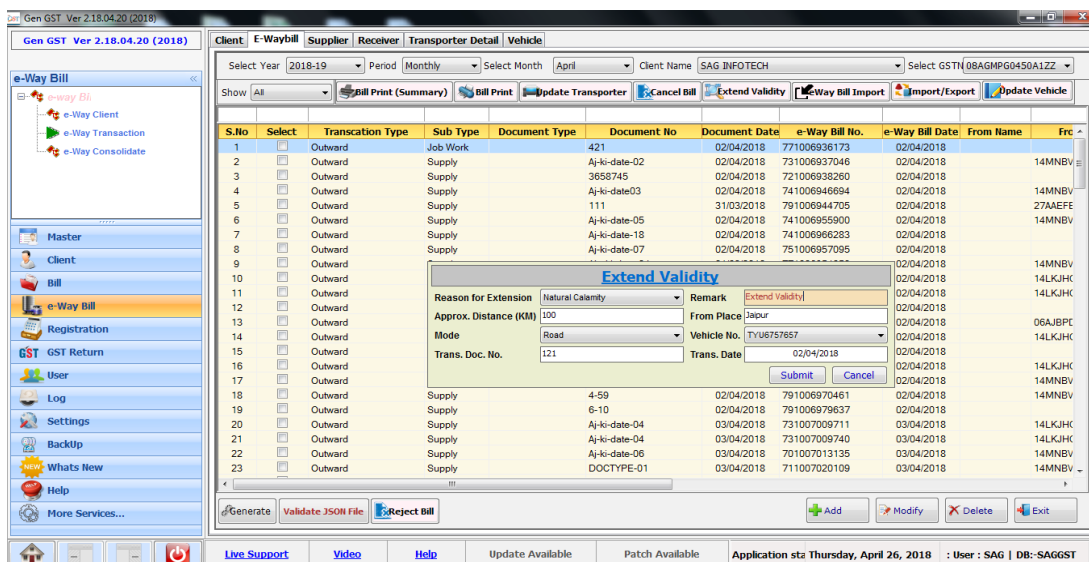 Gen GST Ver 2.18.04.20 (2018)
Gen GST Ver 2.18.04.20 (2018)
Client E-Waybill Supplier Receiver Transporter Detail Vehicle
Select Year 2018-19 Period Monthly Select Month April Client Name SAG INFOTECH Select GSTN 08AGMPG0450A1ZZ
e-Way Bill
Show All Bill Print (Summary) Bill Print Update Transporter Cancel Bill Extend Validity eWay Bill Import Import/Export Update Vehicle
e-way Bill
e-Way Client
e-Way Transaction
e-Way Consolidate
S.No Select Transcation Type Sub Type Document Type Document No Document Date e-Way Bill No. e-Way Bill Date From Name
1 Outward Job Work 421 02/04/2018 771006936173 02/04/2018
2 Outward Supply Aj-ki-date-02 02/04/2018 731006937046 02/04/2018 14MNBV
3 Outward Supply 3658745 02/04/2018 721006938260 02/04/2018
4 Outward Supply Aj-ki-date03 02/04/2018 741006946694 02/04/2018 14MNBV
5 Outward Supply 111 31/03/2018 791006944705 02/04/2018 27AAEFE
6 Outward Supply Aj-ki-date-05 02/04/2018 741006955900 02/04/2018 14MNBV
7 Outward Supply Aj-ki-date-18 02/04/2018 741006966283 02/04/2018
8 Outward Supply Aj-ki-date-07 02/04/2018 751006957095 02/04/2018
9 Outward 02/04/2018 14MNBV
10 Outward 02/04/2018 14LKJH
11 Outward 02/04/2018 14LKJH
12 Outward 02/04/2018
13 Outward 02/04/2018 06AJBP
14 Outward 02/04/2018 14LKJH
15 Outward 02/04/2018
16 Outward 02/04/2018 14LKJH
17 Outward 02/04/2018 14MNBV
18 Outward Supply 4-59 02/04/2018 791006970461 02/04/2018 14MNBV
19 Outward Supply 6-10 02/04/2018 791006979637 02/04/2018
20 Outward Supply Aj-ki-date-04 03/04/2018 731007009711 03/04/2018 14LKJH
21 Outward Supply Aj-ki-date-04 03/04/2018 731007009740 03/04/2018 14LKJH
22 Outward Supply Aj-ki-date-06 03/04/2018 701007013135 03/04/2018 14MNBV
23 Outward Supply DOCTYPE-01 03/04/2018 711007020109 03/04/2018 14MNBV
Extend Validity
Reason for Extension Natural Calamity Remark Extend Validity
Approx. Distance (KM) 100 From Place Jaipur
Mode Road Vehicle No. TYU6757657
Trans. Doc. No. 121 Trans. Date 02/04/2018
Submit Cancel
Master
Client
Bill
e-Way Bill
Registration
GST GST Return
User
Log
Settings
BackUp
NEW Whats New
Help
More Services...
Generate Validate JSON File Reject Bill Add Modify Delete Exit
Live Support Video Help Update Available Patch Available Application sta Thursday, April 26, 2018 : User : SAG | DB:-SAGGST